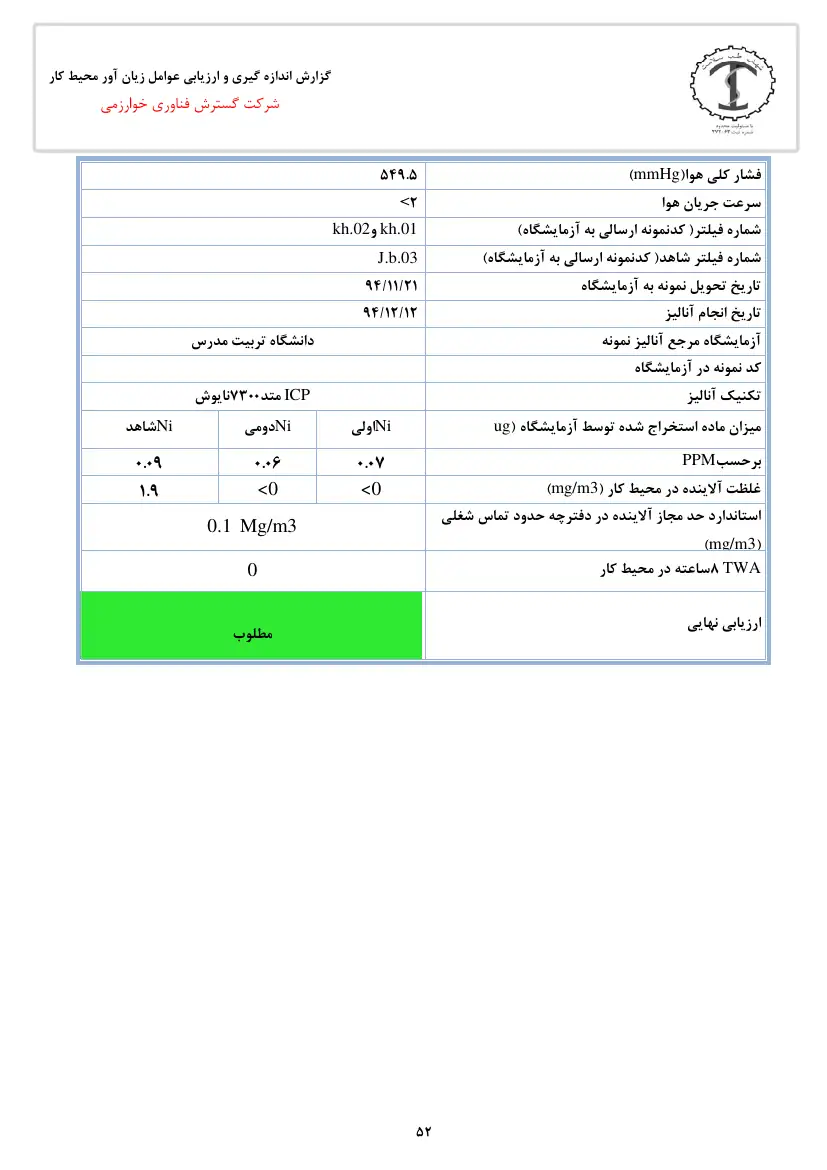 گزارش اندازه گیری و ارزیابی عوامل زیان آور محیط کار
شرکت گسترش فناوری خوارزمی
شهاب طب سلامت
با مسئولیت محدود
فشار کلی هوا(mmHg) ۵۴۹.۵
سرعت جریان هوا ۲>
شماره فیلتر( کدنمونه ارسالی به آزمایشگاه) kh.01 وkh.02
شماره فیلتر شاهد( کدنمونه ارسالی به آزمایشگاه) J.b.03
تاریخ تحویل نمونه به آزمایشگاه ۹۴/۱۱/۲۱
تاریخ انجام آنالیز ۹۴/۱۲/۱۲
آزمایشگاه مرجع آنالیز نمونه دانشگاه تربیت مدرس
کد نمونه در آزمایشگاه
تکنیک آنالیز ICP متد۷۳۰۰نایوش
میزان ماده استخراج شده توسط آزمایشگاه (ug Niاولی Niدومی Niشاهد
برحسبPPM ۰.۰۷ ۰.۰۶ ۰.۰۹
غلظت آلاینده در محیط کار (mg/m3) <0 <0 ۱.۹
استاندارد حد مجاز آلاینده در دفترچه حدود تماس شغلی
(mg/m3) 0.1 Mg/m3
TWA ۸ساعته در محیط کار 0
ارزیابی نهایی مطلوب
۵۲